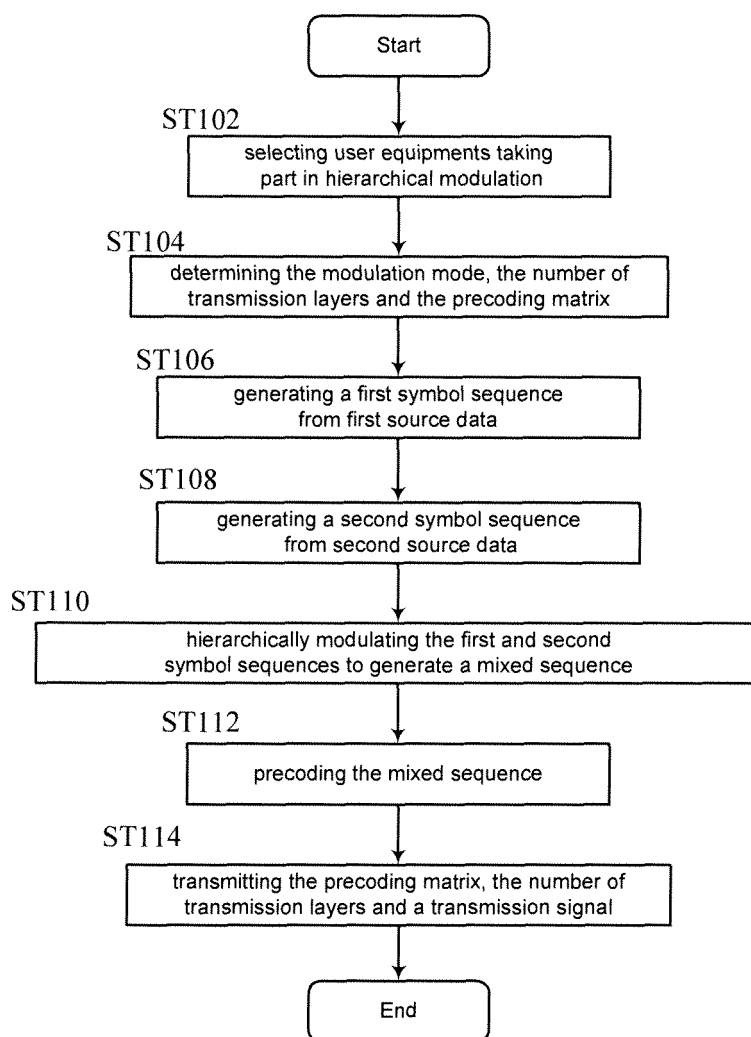 Start
ST102
selecting user equipments taking
part in hierarchical modulation
ST104
determining the modulation mode, the number of
transmission layers and the precoding matrix
ST106
generating a first symbol sequence
from first source data
ST108
generating a second symbol sequence
from second source data
ST110
hierarchically modulating the first and second
symbol sequences to generate a mixed sequence
ST112
precoding the mixed sequence
ST114
transmitting the precoding matrix, the number of
transmission layers and a transmission signal
End